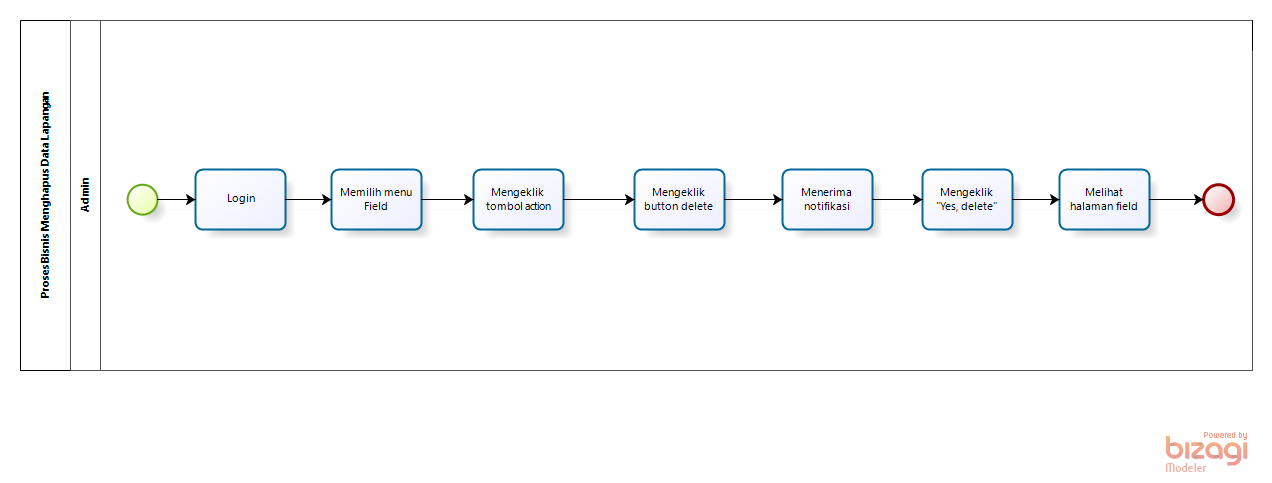 Proses Bisnis Menghapus Data Lapangan
Admin
Login
Memilih menu
Field
Mengeklik
tombol action
Mengeklik
button delete
Menerima
notifikasi
Mengeklik
"Yes, delete"
Melihat
halaman field
Powered by
bizagi
Modeler